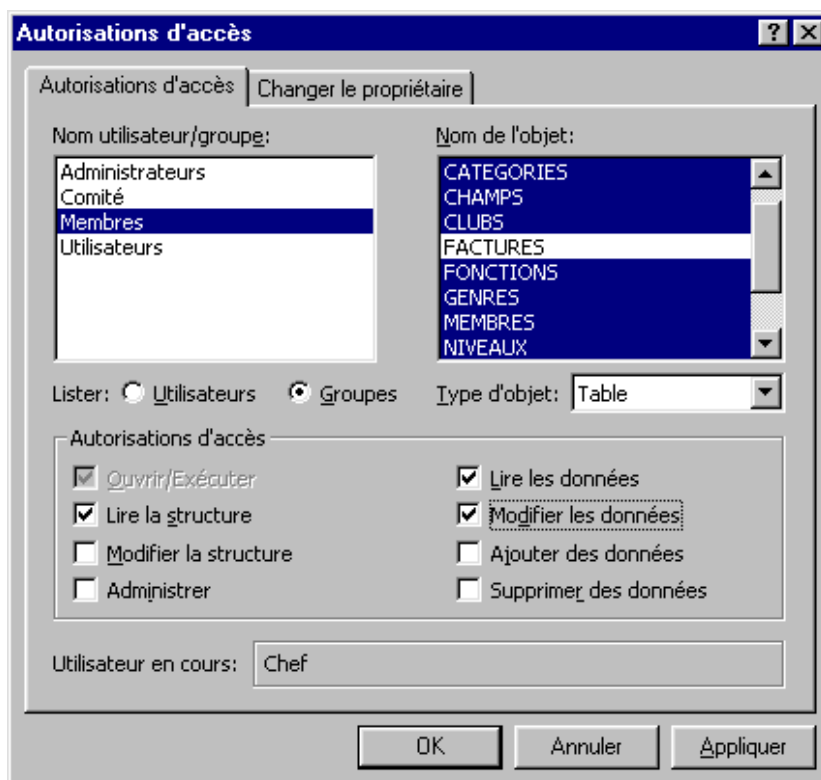 Autorisations d'accès
Autorisations d'accès
Changer le propriétaire
Nom utilisateur/groupe:
Administrateurs
Comité
Membres
Utilisateurs
Nom de l'objet:
CATEGORIES
CHAMPS
CLUBS
FACTURES
FONCTIONS
GENRES
MEMBRES
NIVEAUX
Lister: Utilisateurs Groupes
Type d'objet: Table
Autorisations d'accès
Ouvrir/Exécuter
Lire la structure
Modifier la structure
Administrer
Lire les données
Modifier les données
Ajouter des données
Supprimer des données
Utilisateur en cours: Chef
OK
Annuler
Appliquer